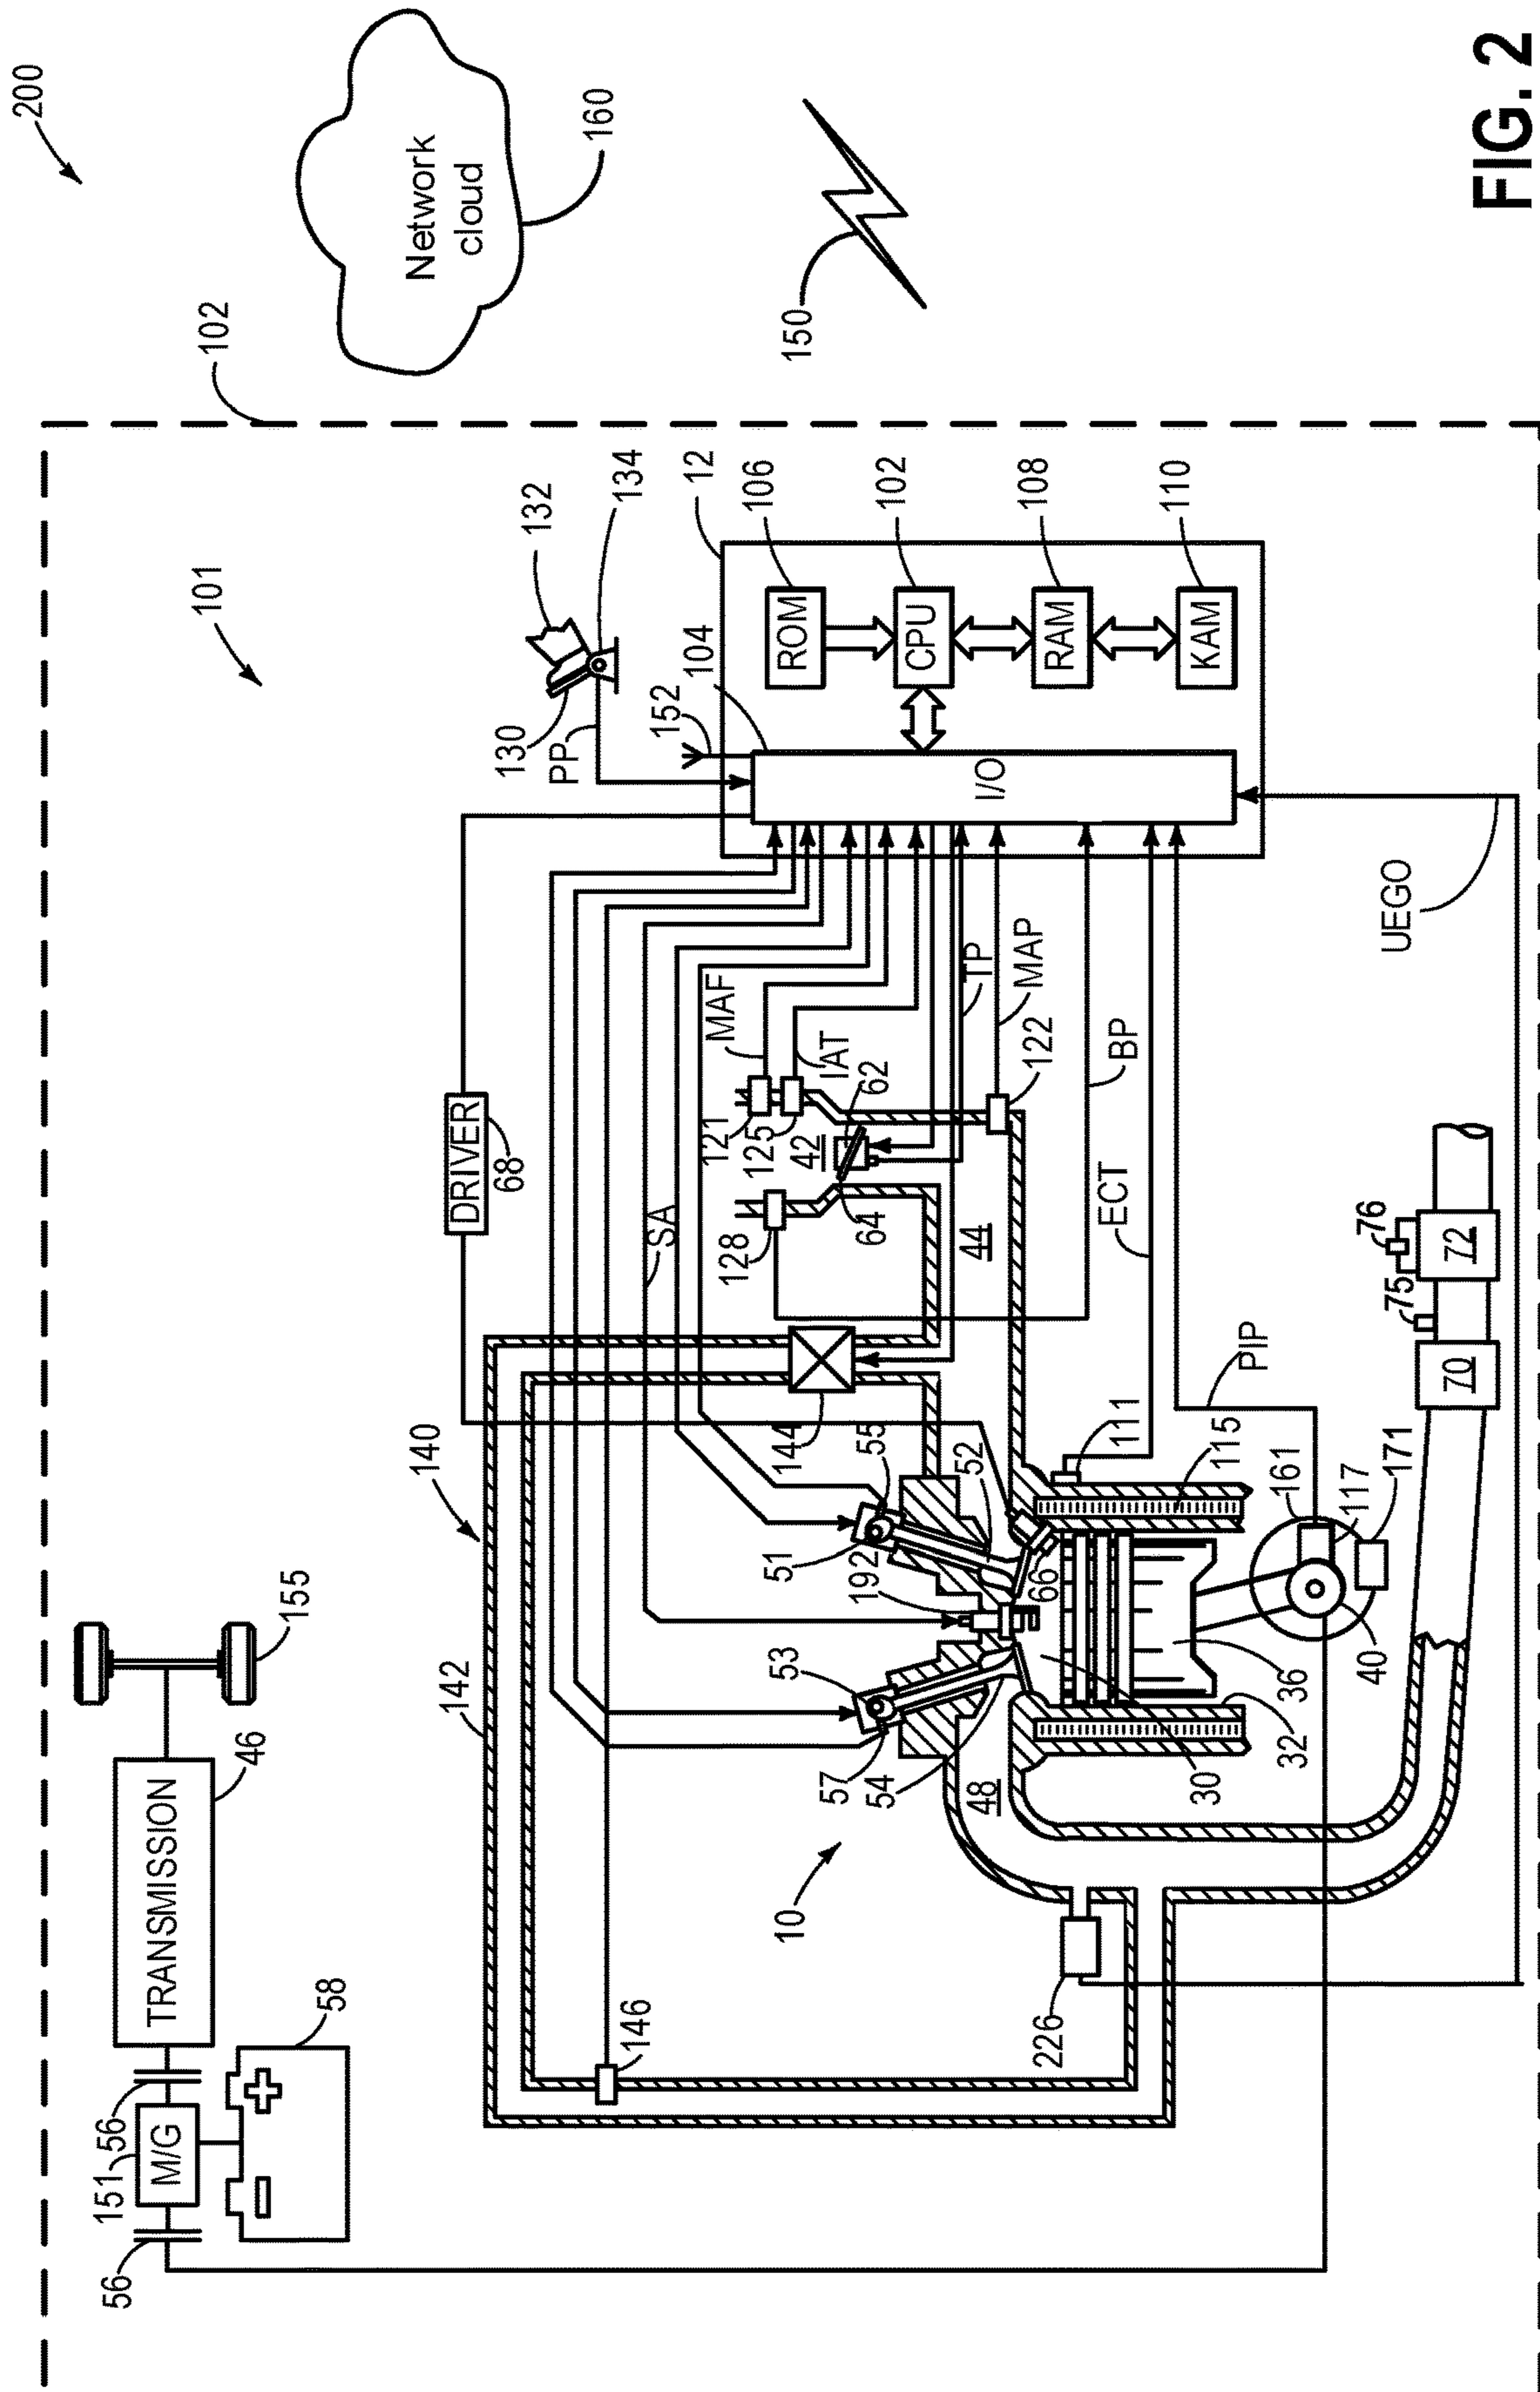 200
Network
cloud
160
150
102
101
132
134
130
PP
152
12
104
ROM
106
CPU
102
RAM
108
KAM
110
I/O
DRIVER
68
SA
MAF
IAT
121
125
42
62
TP
MAP
122
128
64
44
BP
ECT
UEGO
140
142
144
55
51
52
192
66
53
57
54
48
30
32
36
40
111
115
161
117
171
PIP
70
75
72
76
10
226
146
155
TRANSMISSION
46
56
M/G
151
56
58
FIG. 2